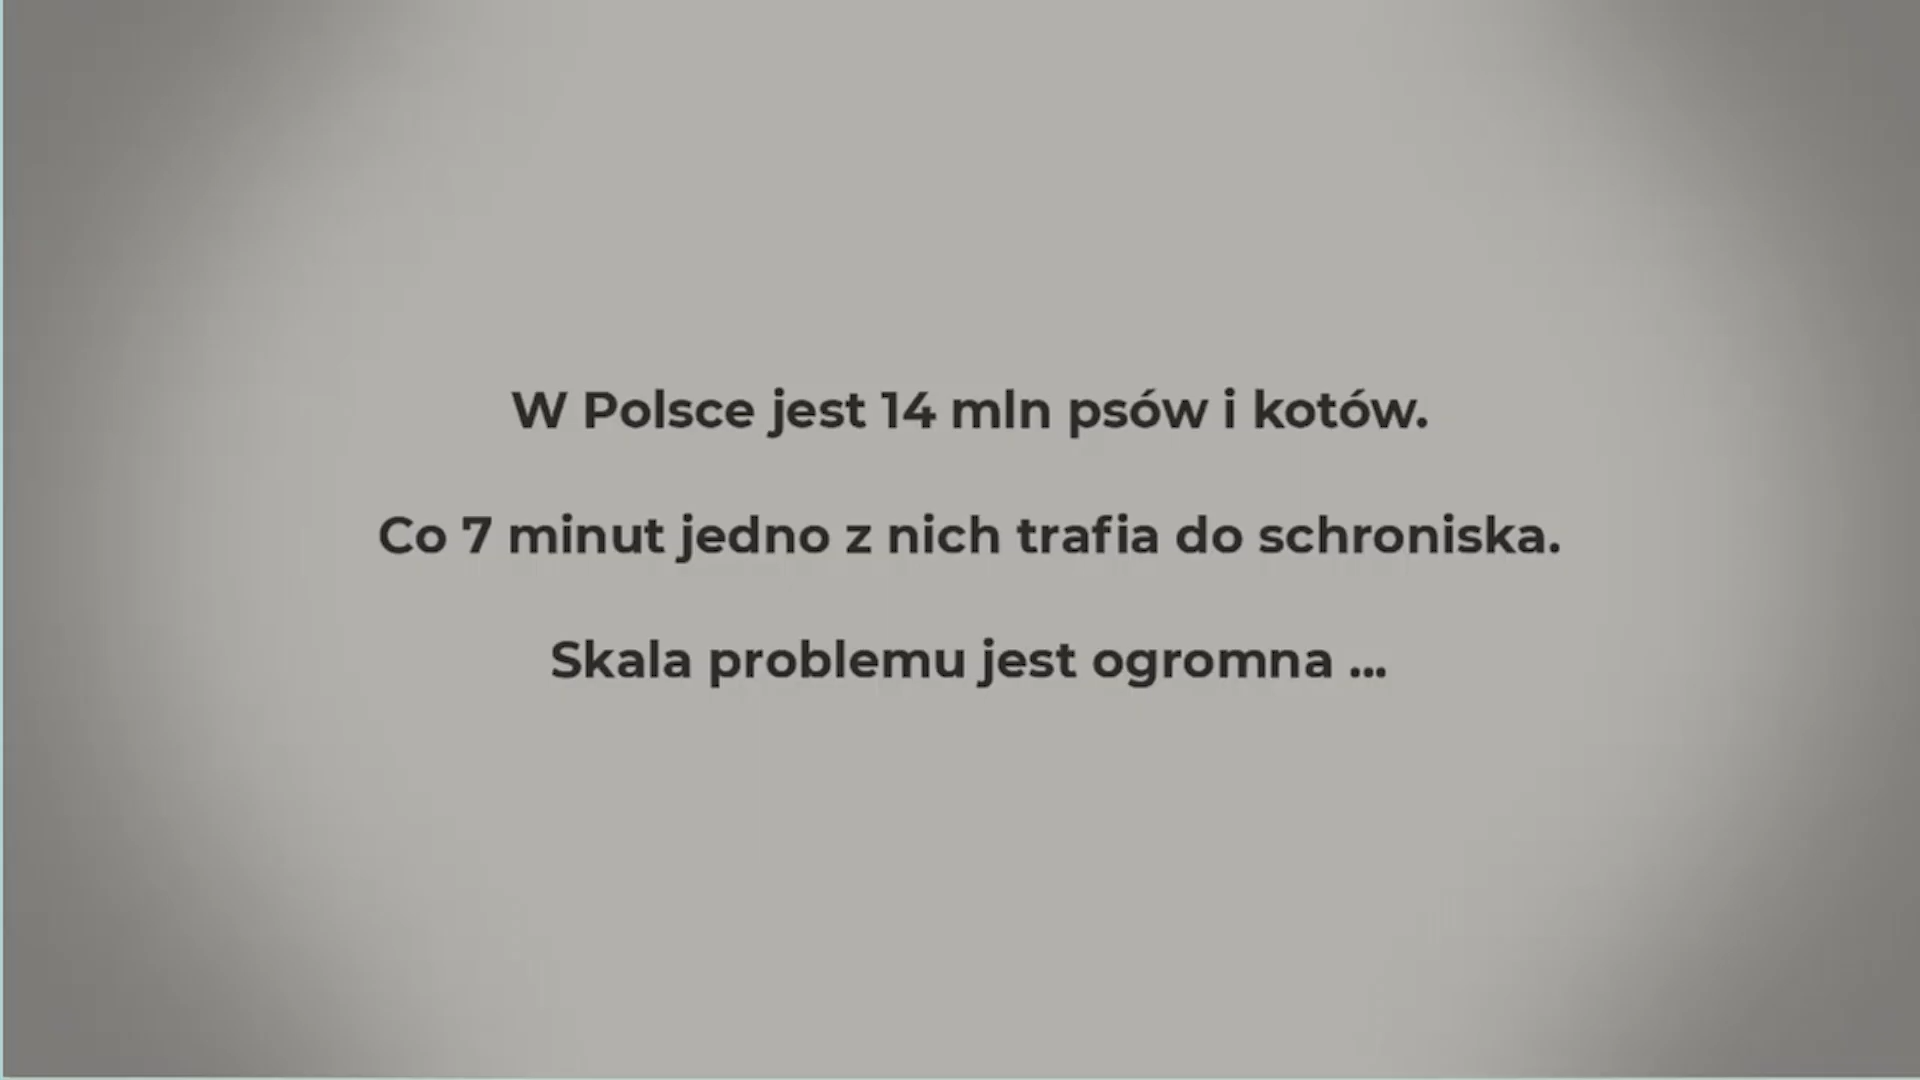 W Polsce jest 14 mln psów i kotów.
Co 7 minut jedno z nich trafia do schroniska.
Skala problemu jest ogromna ...